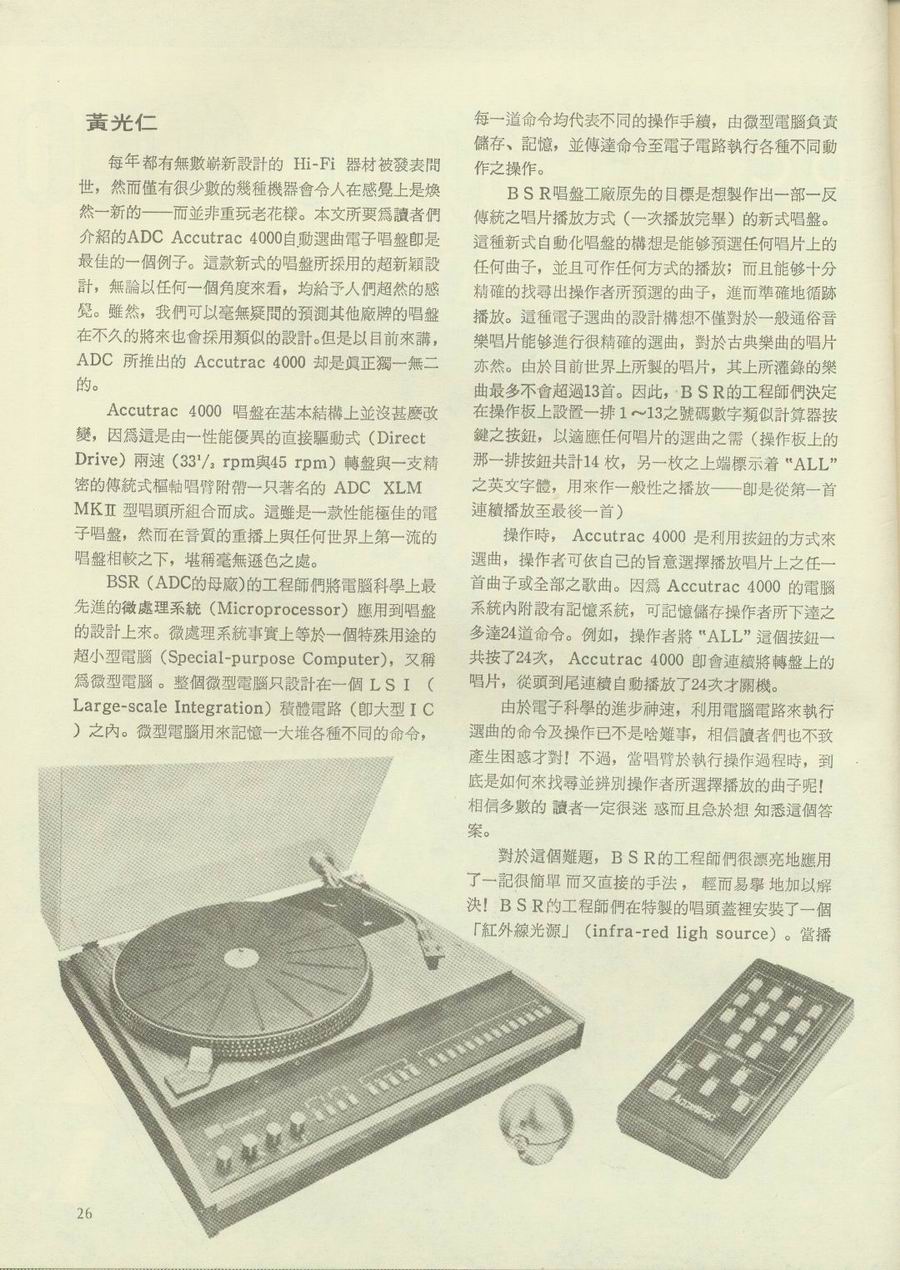 黃光仁
每年都有無數嶄新設計的 Hi-Fi 器材被發表問
世，然而僅有很少數的幾種機器會令人在感覺上是煥
然一新的——而並非重玩老花樣。本文所要爲讀者們
介紹的ADC Accutrac 4000自動選曲電子唱盤卽是
最佳的一個例子。這款新式的唱盤所採用的超新穎設
計，無論以任何一個角度來看，均給予人們超然的感
覺。雖然，我們可以毫無疑問的預測其他廠牌的唱盤
在不久的將來也會採用類似的設計。但是以目前來講，
ADC 所推出的 Accutrac 4000 却是眞正獨一無二
的。
Accutrac 4000 唱盤在基本結構上並沒甚麼改
變，因爲這是由一性能優異的直接驅動式（Direct
Drive）兩速（33¹/₃ rpm與45 rpm）轉盤與一支精
密的傳統式樞軸唱臂附帶一只著名的 ADC XLM
MKⅡ 型唱頭所組合而成。這雖是一款性能極佳的電
子唱盤，然而在音質的重播上與任何世界上第一流的
唱盤相較之下，堪稱毫無遜色之處。
BSR（ADC的母廠)的工程師們將電腦科學上最
先進的微處理系統（Microprocessor）應用到唱盤
的設計上來。微處理系統事實上等於一個特殊用途的
超小型電腦（Special-purpose Computer），又稱
爲微型電腦 。整個微型電腦只設計在一個 L S I （
Large-scale Integration）積體電路（卽大型 I C
）之內。微型電腦用來記憶一大堆各種不同的命令，
每一道命令均代表不同的操作手續，由微型電腦負責
儲存、記憶，並傳達命令至電子電路執行各種不同動
作之操作。
B S R唱盤工廠原先的目標是想製作出一部一反
傳統之唱片播放方式（一次播放完畢）的新式唱盤。
這種新式自動化唱盤的構想是能够預選任何唱片上的
任何曲子，並且可作任何方式的播放；而且能够十分
精確的找尋出操作者所預選的曲子，進而準確地循跡
播放。這種電子選曲的設計構想不僅對於一般通俗音
樂唱片能够進行很精確的選曲，對於古典樂曲的唱片
亦然。由於目前世界上所製的唱片，其上所灌錄的樂
曲最多不會超過13首。因此，B S R的工程師們決定
在操作板上設置一排 1～13之號碼數字類似計算器按
鍵之按鈕，以適應任何唱片的選曲之需（操作板上的
那一排按鈕共計14 枚，另一枚之上端標示着 “ALL”
之英文字體，用來作一般性之播放——卽是從第一首
連續播放至最後一首）
操作時， Accutrac 4000 是利用按鈕的方式來
選曲，操作者可依自己的旨意選擇播放唱片上之任一
首曲子或全部之歌曲。因爲 Accutrac 4000 的電腦
系統內附設有記憶系統，可記憶儲存操作者所下達之
多達24道命令。例如，操作者將 “ALL” 這個按鈕一
共按了24次， Accutrac 4000 卽會連續將轉盤上的
唱片，從頭到尾連續自動播放了24次才關機。
由於電子科學的進步神速，利用電腦電路來執行
選曲的命令及操作已不是啥難事，相信讀者們也不致
產生困惑才對！不過，當唱臂於執行操作過程時，到
底是如何來找尋並辨別操作者所選擇播放的曲子呢！
相信多數的 讀者一定很迷 惑而且急於想 知悉這個答
案。
對於這個難題，B S R的工程師們很漂亮地應用
了一記很簡單 而又直接的手法 ， 輕而易擧 地加以解
決！B S R的工程師們在特製的唱頭蓋裡安裝了一個
「紅外線光源」（infra-red ligh source）。當播
Accutrac
26